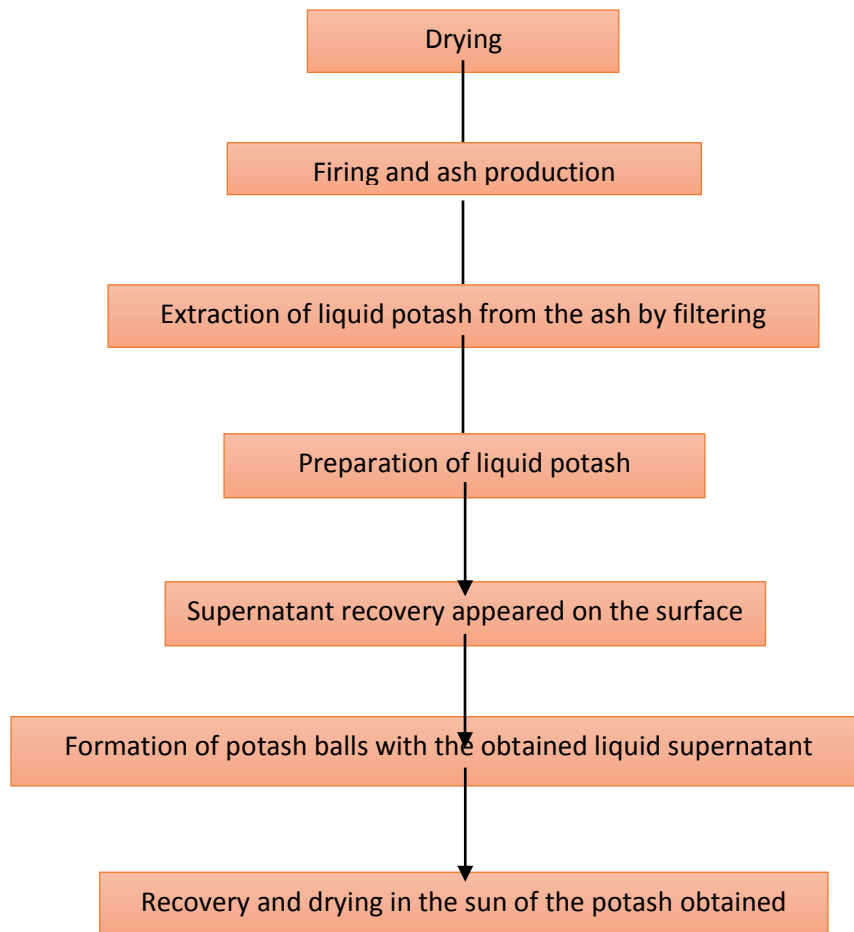 Drying
Firing and ash production
Extraction of liquid potash from the ash by filtering
Preparation of liquid potash
Supernatant recovery appeared on the surface
Formation of potash balls with the obtained liquid supernatant
Recovery and drying in the sun of the potash obtained